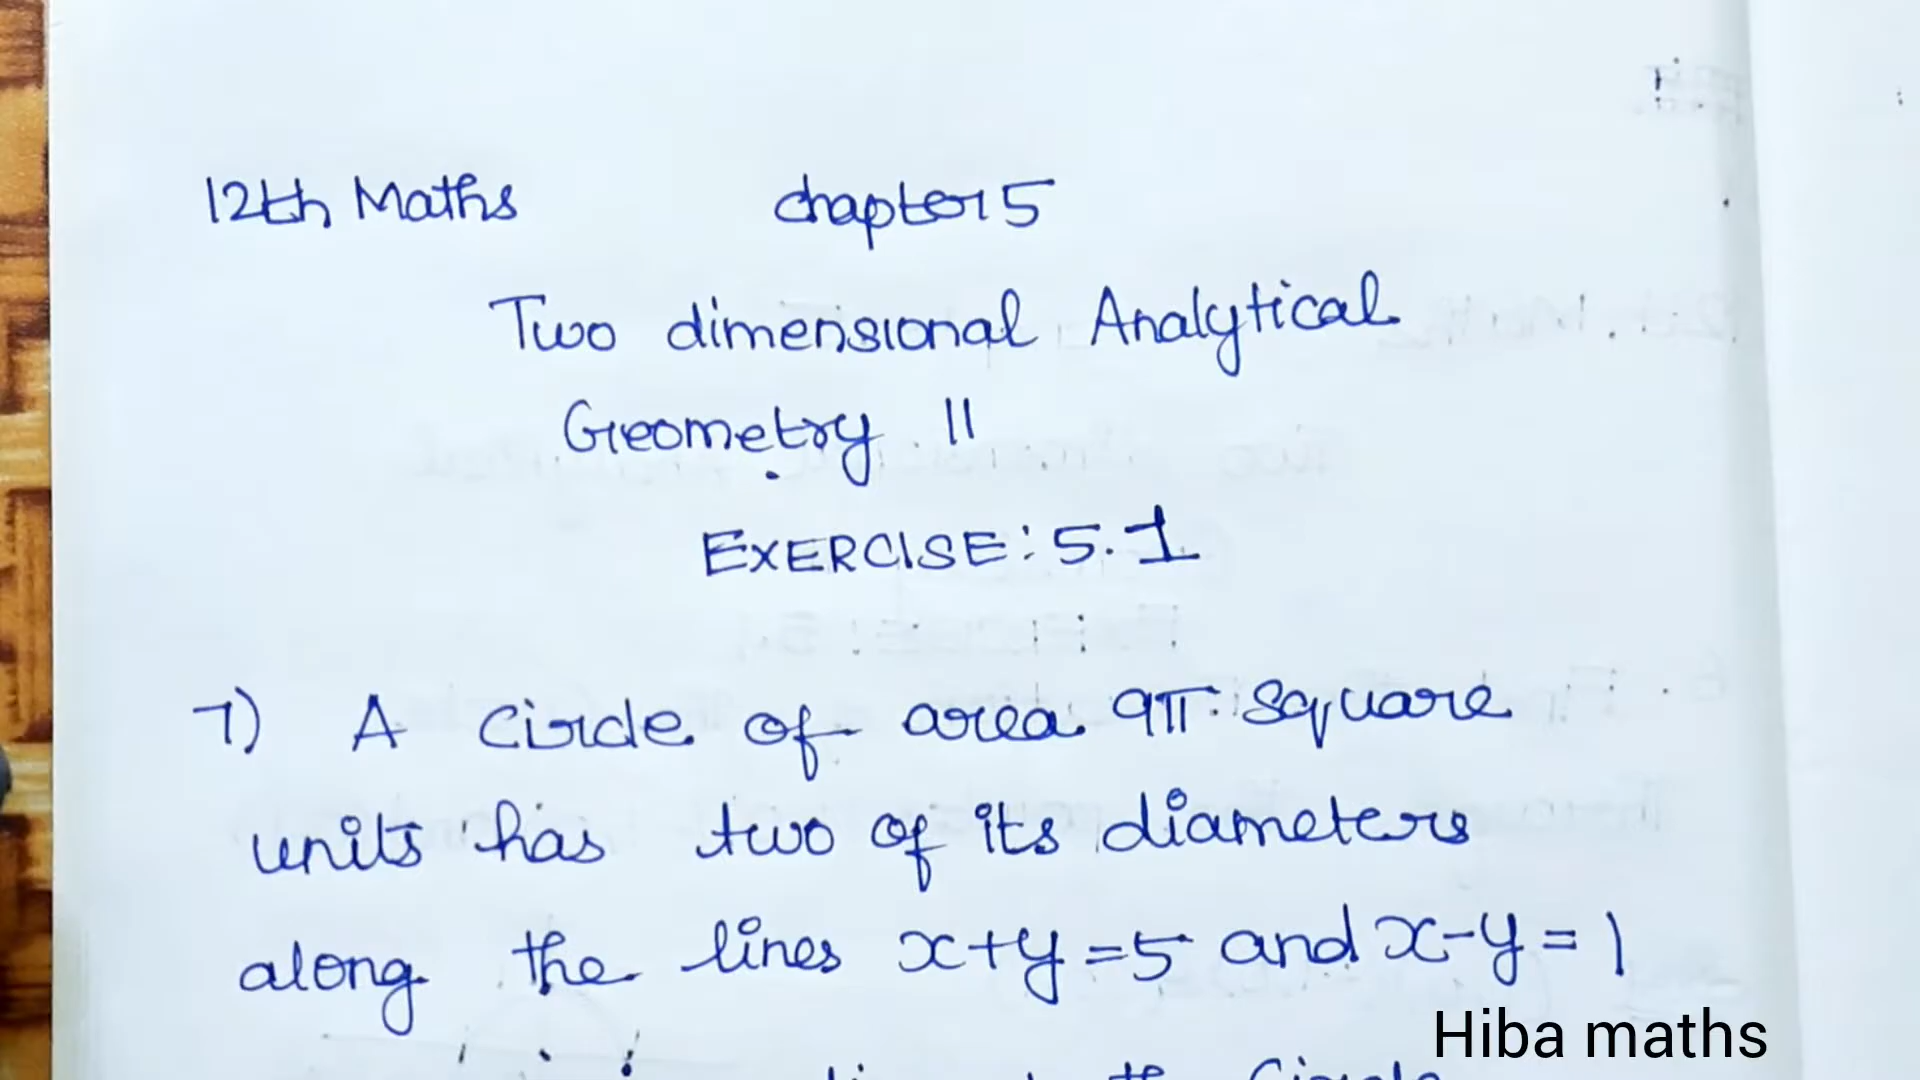 12th Maths chapter 5
Two dimensional Analytical
Geometry II
EXERCISE: 5.1
7) A circle of area 9π square
units has two of its diameters
along the lines x+y=5 and x-y=1
Hiba maths